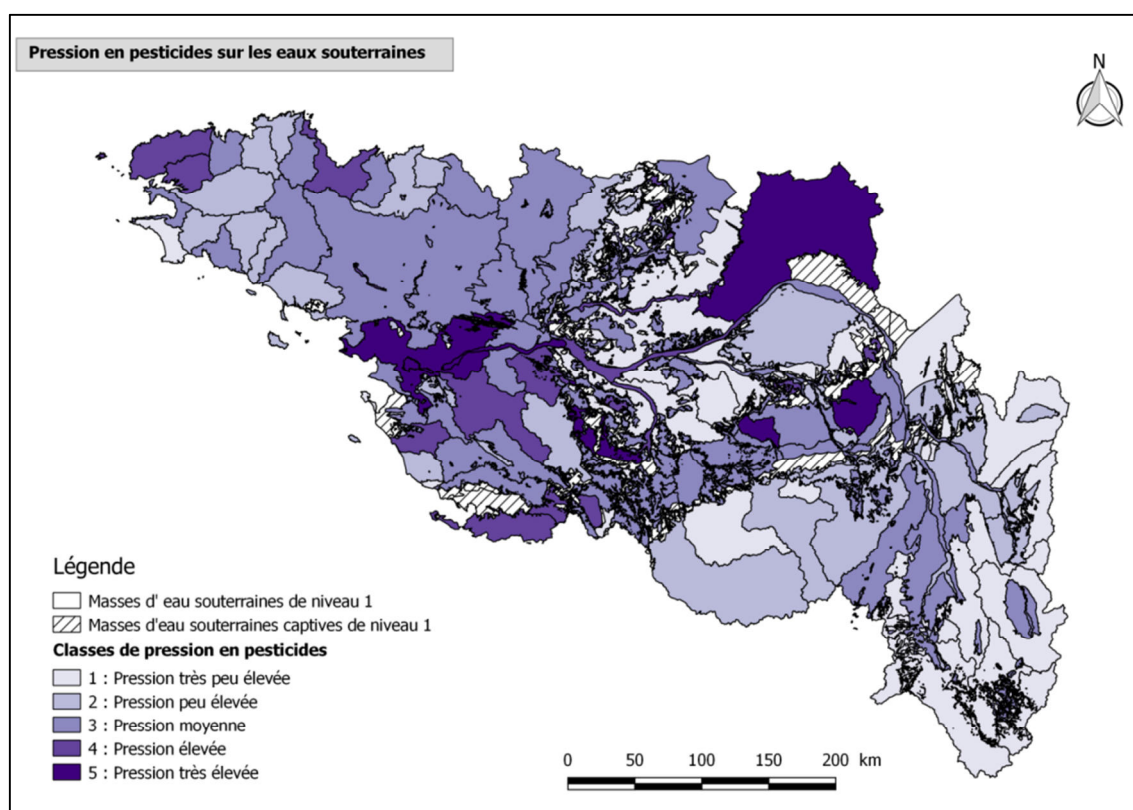 Pression en pesticides sur les eaux souterraines
N
Légende
Masses d' eau souterraines de niveau 1
Masses d'eau souterraines captives de niveau 1
Classes de pression en pesticides
1 : Pression très peu élevée
2 : Pression peu élevée
3 : Pression moyenne
4 : Pression élevée
5 : Pression très élevée
0 50 100 150 200 km